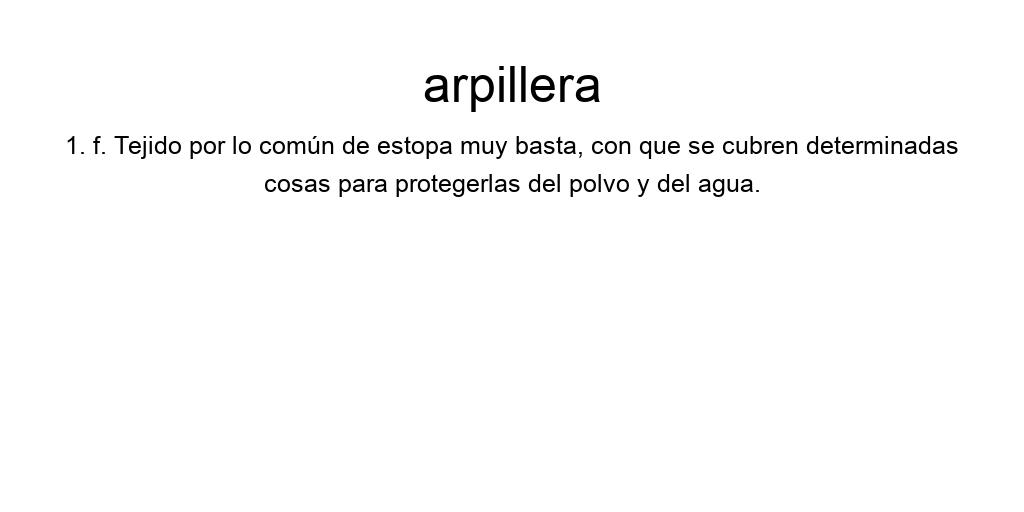 arpillera
1. f. Tejido por lo común de estopa muy basta, con que se cubren determinadas
cosas para protegerlas del polvo y del agua.